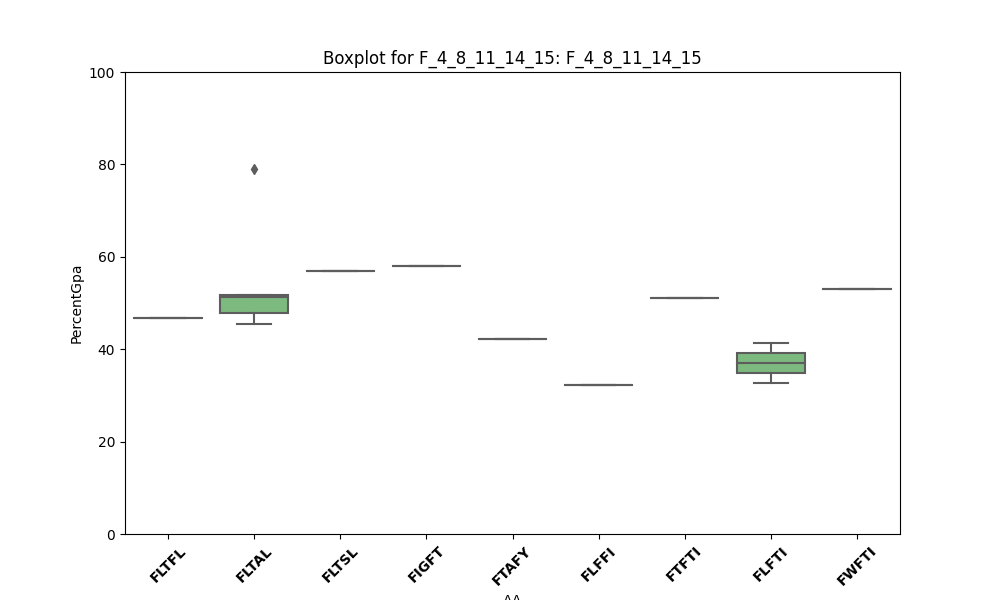 Boxplot for F_4_8_11_14_15: F_4_8_11_14_15
100
80
60
40
20
0
PercentGpa
FLTFL
FLTAL
FLTSL
FIGFT
FTAFY
FLFFI
FTFTI
FLFTI
FWFTI